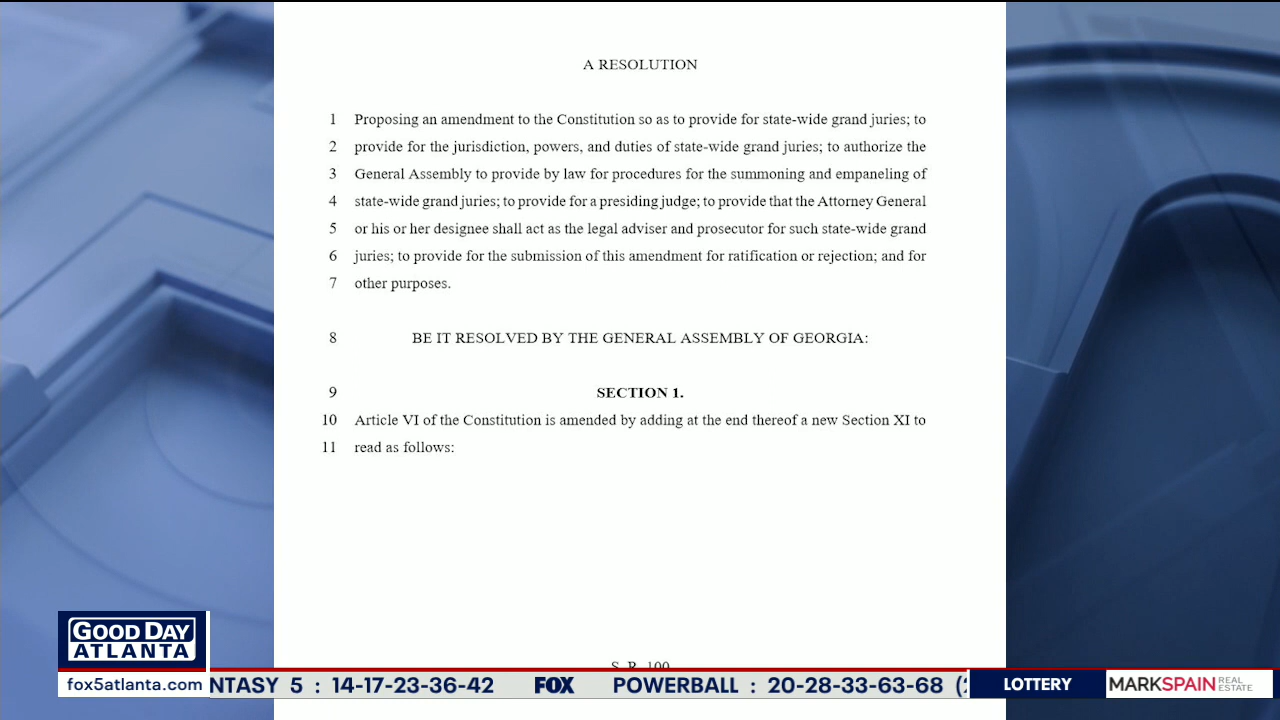 A RESOLUTION
1 Proposing an amendment to the Constitution so as to provide for state-wide grand juries; to
2 provide for the jurisdiction, powers, and duties of state-wide grand juries; to authorize the
3 General Assembly to provide by law for procedures for the summoning and empaneling of
4 state-wide grand juries; to provide for a presiding judge; to provide that the Attorney General
5 or his or her designee shall act as the legal adviser and prosecutor for such state-wide grand
6 juries; to provide for the submission of this amendment for ratification or rejection; and for
7 other purposes.
8 BE IT RESOLVED BY THE GENERAL ASSEMBLY OF GEORGIA:
9 SECTION 1.
10 Article VI of the Constitution is amended by adding at the end thereof a new Section XI to
11 read as follows:
S. R. 100
GOOD DAY
ATLANTA
fox5atlanta.com NTASY 5 : 14-17-23-36-42 FOX POWERBALL : 20-28-33-63-68 ( LOTTERY MARKSPAIN REAL ESTATE